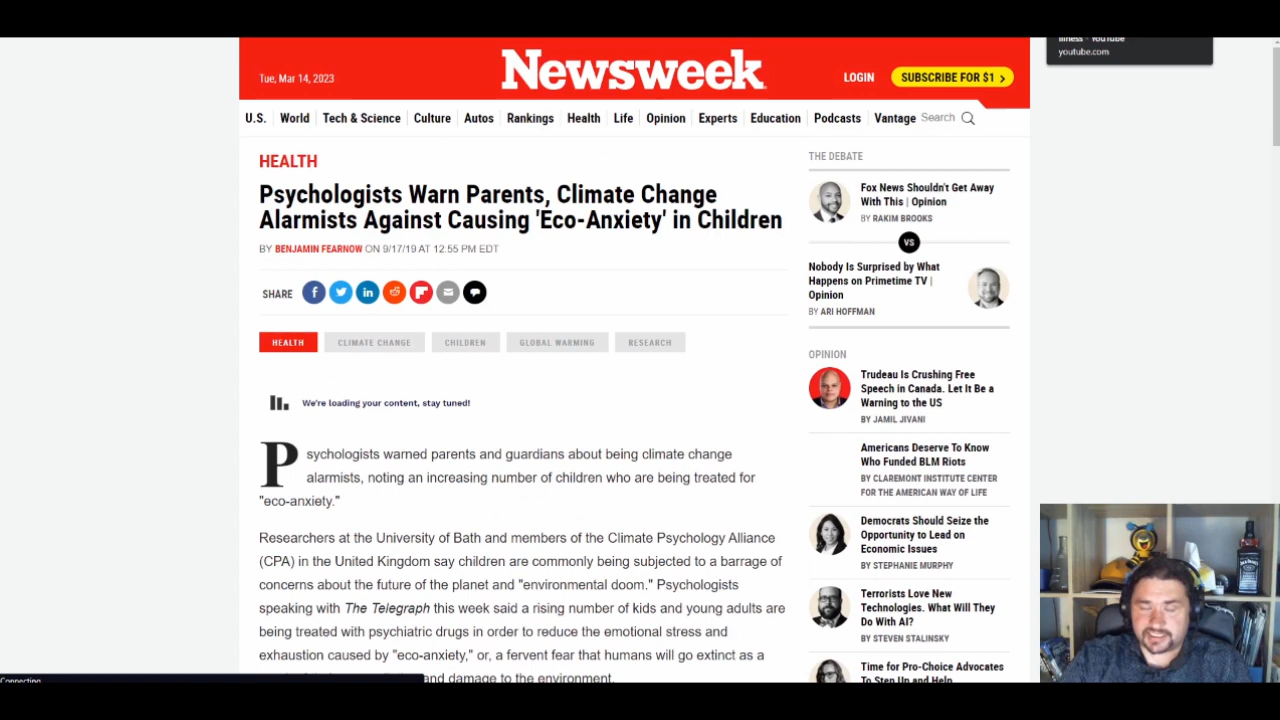 illness - YouTube
youtube.com
Tue, Mar 14, 2023
Newsweek
LOGIN
SUBSCRIBE FOR $1
U.S. World Tech & Science Culture Autos Rankings Health Life Opinion Experts Education Podcasts Vantage Search
HEALTH
Psychologists Warn Parents, Climate Change
Alarmists Against Causing 'Eco-Anxiety' in Children
BY BENJAMIN FEARNOW ON 9/17/19 AT 12:55 PM EDT
SHARE
HEALTH CLIMATE CHANGE CHILDREN GLOBAL WARMING RESEARCH
We're loading your content, stay tuned!
Psychologists warned parents and guardians about being climate change
alarmists, noting an increasing number of children who are being treated for
"eco-anxiety."
Researchers at the University of Bath and members of the Climate Psychology Alliance
(CPA) in the United Kingdom say children are commonly being subjected to a barrage of
concerns about the future of the planet and "environmental doom." Psychologists
speaking with The Telegraph this week said a rising number of kids and young adults are
being treated with psychiatric drugs in order to reduce the emotional stress and
exhaustion caused by "eco-anxiety," or, a fervent fear that humans will go extinct as a
and damage to the environment.
Connecting
THE DEBATE
Fox News Shouldn't Get Away
With This | Opinion
BY RAKIM BROOKS
VS
Nobody Is Surprised by What
Happens on Primetime TV |
Opinion
BY ARI HOFFMAN
OPINION
Trudeau Is Crushing Free
Speech in Canada. Let It Be a
Warning to the US
BY JAMIL JIVANI
Americans Deserve To Know
Who Funded BLM Riots
BY CLAREMONT INSTITUTE CENTER
FOR THE AMERICAN WAY OF LIFE
Democrats Should Seize the
Opportunity to Lead on
Economic Issues
BY STEPHANIE MURPHY
Terrorists Love New
Technologies. What Will They
Do With AI?
BY STEVEN STALINSKY
Time for Pro-Choice Advocates
To Step Up and Help
JACK DANIEL'S